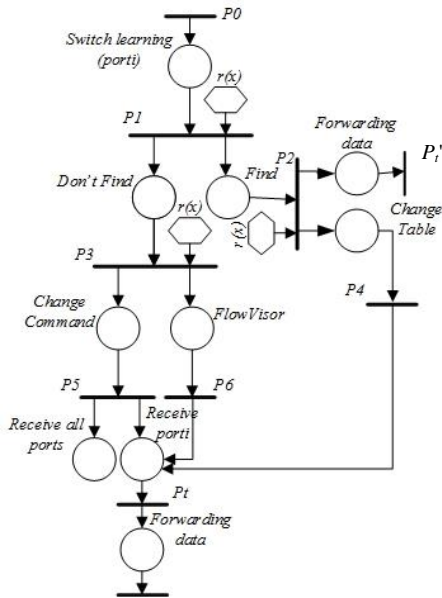 P0
Switch learning
(porti)
r(x)
P1
Forwarding
data
P2
Pt'
Find
Don't Find
r(x)
r(x)
Change
Table
P3
P4
Change
Command
FlowVisor
P5
P6
Receive
porti
Receive all
ports
Pt
Forwarding
data